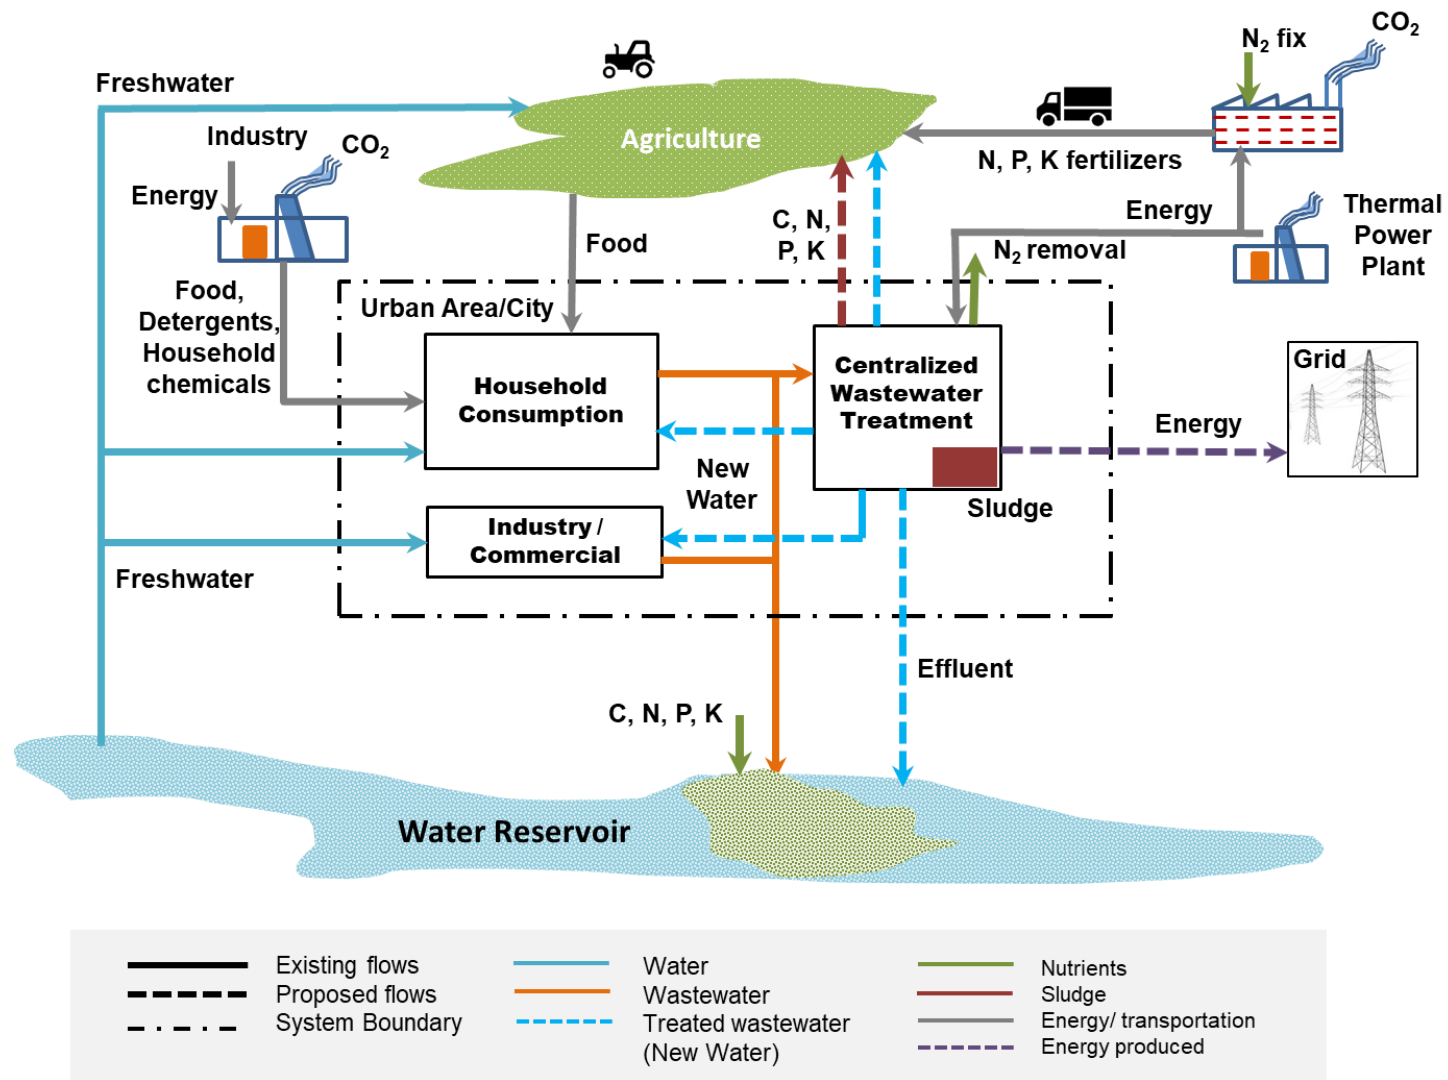 CO2
N2 fix
Freshwater
Industry
CO2
Agriculture
N, P, K fertilizers
Energy
C, N,
P, K
Energy
Thermal
Power
Plant
Food
N2 removal
Food,
Detergents,
Household
chemicals
Urban Area/City
Household
Consumption
Centralized
Wastewater
Treatment
Grid
Energy
New
Water
Sludge
Industry /
Commercial
Freshwater
Effluent
C, N, P, K
Water Reservoir
Existing flows
Proposed flows
System Boundary
Water
Wastewater
Treated wastewater
(New Water)
Nutrients
Sludge
Energy/ transportation
Energy produced